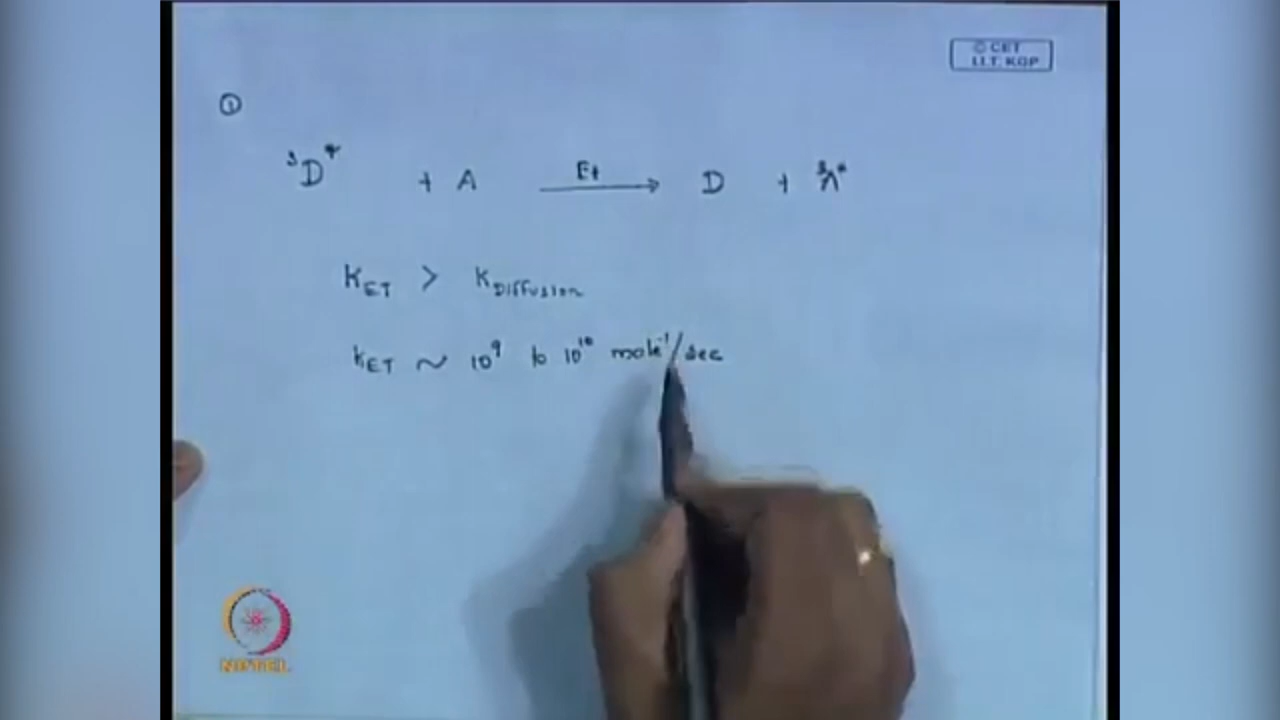 © CET
I.I.T. KGP
①
³D* + A Et D + ³A*
K_ET > K_Diffusion
K_ET ~ 10⁹ to 10¹⁰ mole⁻¹/sec
NPTEL